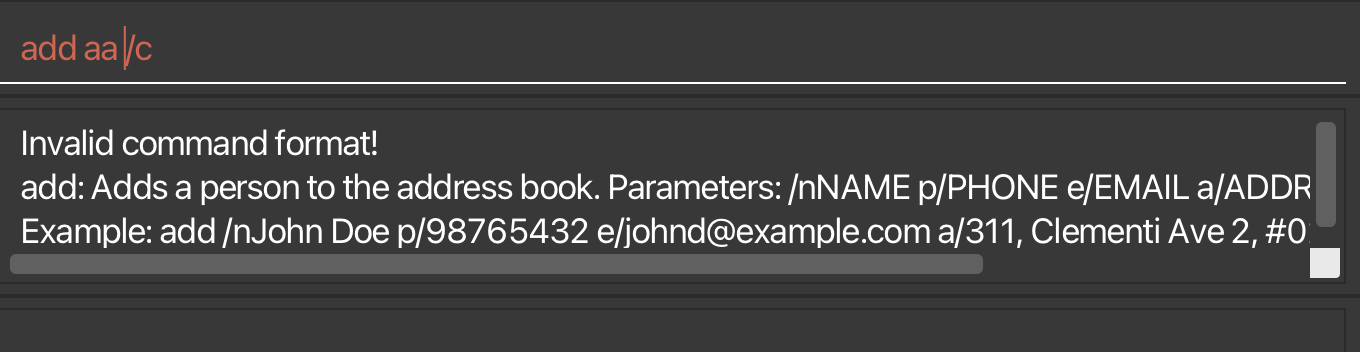 add aa /c
Invalid command format!
add: Adds a person to the address book. Parameters: /nNAME p/PHONE e/EMAIL a/ADDR
Example: add /nJohn Doe p/98765432 e/johnd@example.com a/311, Clementi Ave 2, #0